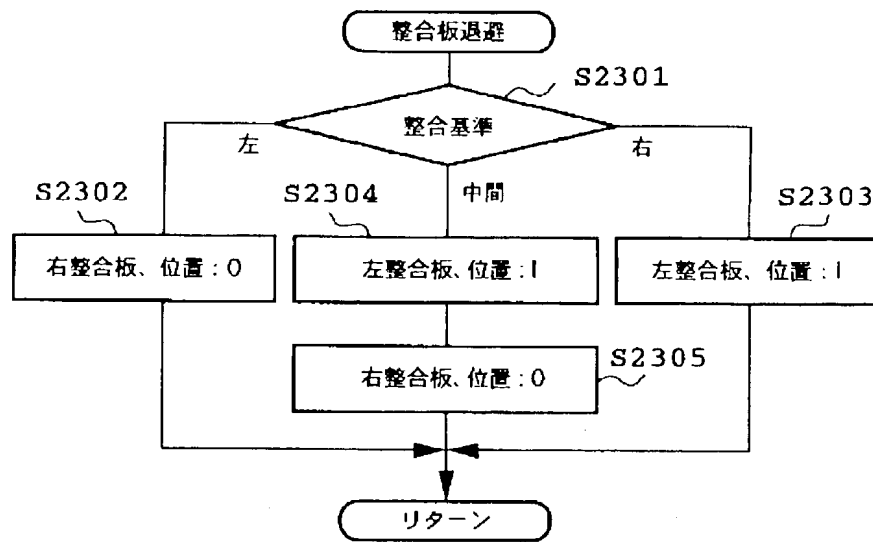 整合板退避
S2301
整合基準
左
右
中間
S2302
S2304
S2303
右整合板、位置:0
左整合板、位置:1
左整合板、位置:1
右整合板、位置:0
S2305
リターン